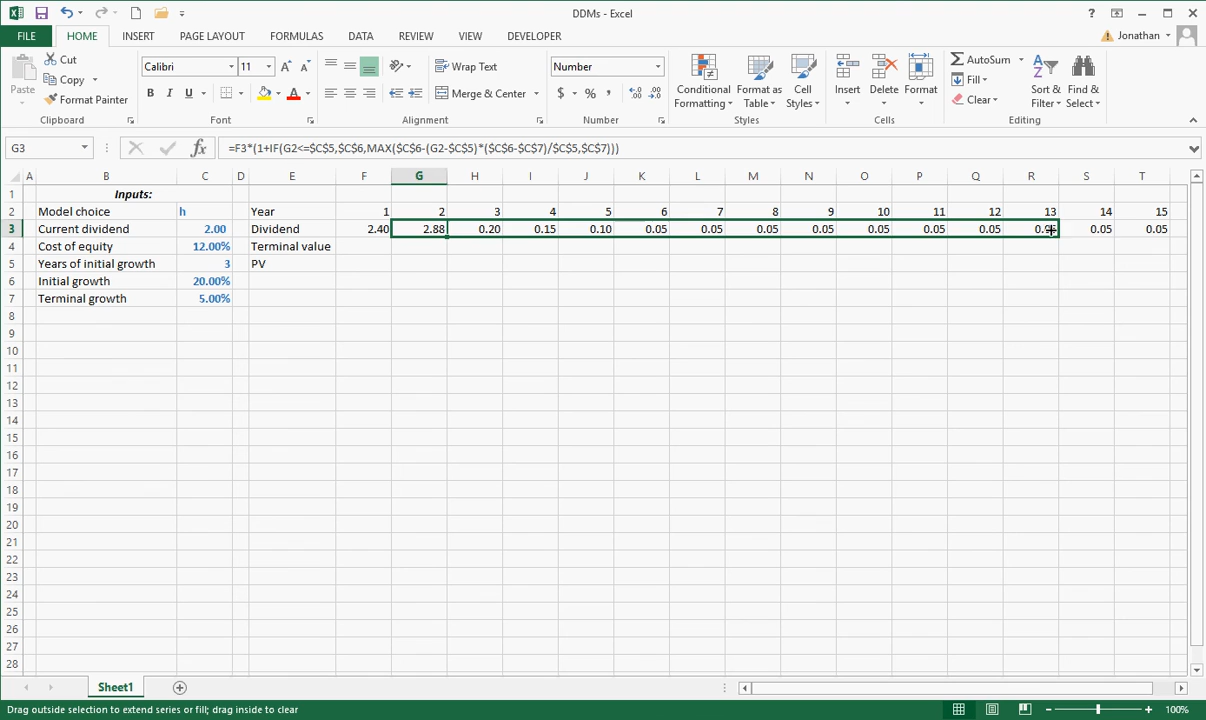 DDMs - Excel
FILE HOME INSERT PAGE LAYOUT FORMULAS DATA REVIEW VIEW DEVELOPER Jonathan
Paste Cut Copy Format Painter
Calibri 11
B I U A A A
Wrap Text
Merge & Center
Number
$ % ,
Conditional Formatting Format as Table Cell Styles
Insert Delete Format
AutoSum Fill Clear
Sort & Filter Find & Select
Clipboard Font Alignment Number Styles Cells Editing
G3 fx =F3*(1+IF(G2<=$C$5,$C$6,MAX($C$6-(G2-$C$5)*($C$6-$C$7)/$C$5,$C$7)))
A B C D E F G H I J K L M N O P Q R S T
1 Inputs:
2 Model choice h Year 1 2 3 4 5 6 7 8 9 10 11 12 13 14 15
3 Current dividend 2.00 Dividend 2.40 2.88 0.20 0.15 0.10 0.05 0.05 0.05 0.05 0.05 0.05 0.05 0.05 0.05
4 Cost of equity 12.00% Terminal value
5 Years of initial growth 3 PV
6 Initial growth 20.00%
7 Terminal growth 5.00%
8
9
10
11
12
13
14
15
16
17
18
19
20
21
22
23
24
25
26
27
28
Sheet1
Drag outside selection to extend series or fill; drag inside to clear 100%